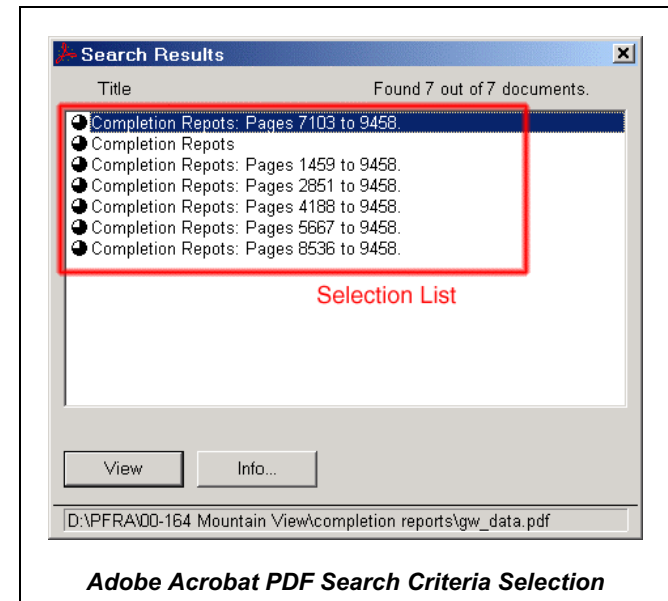 Search Results
Title Found 7 out of 7 documents.
Completion Repots: Pages 7103 to 9458.
Completion Repots
Completion Repots: Pages 1459 to 9458.
Completion Repots: Pages 2851 to 9458.
Completion Repots: Pages 4188 to 9458.
Completion Repots: Pages 5667 to 9458.
Completion Repots: Pages 8536 to 9458.
Selection List
View Info...
D:\PFRA\00-164 Mountain View\completion reports\gw_data.pdf
Adobe Acrobat PDF Search Criteria Selection